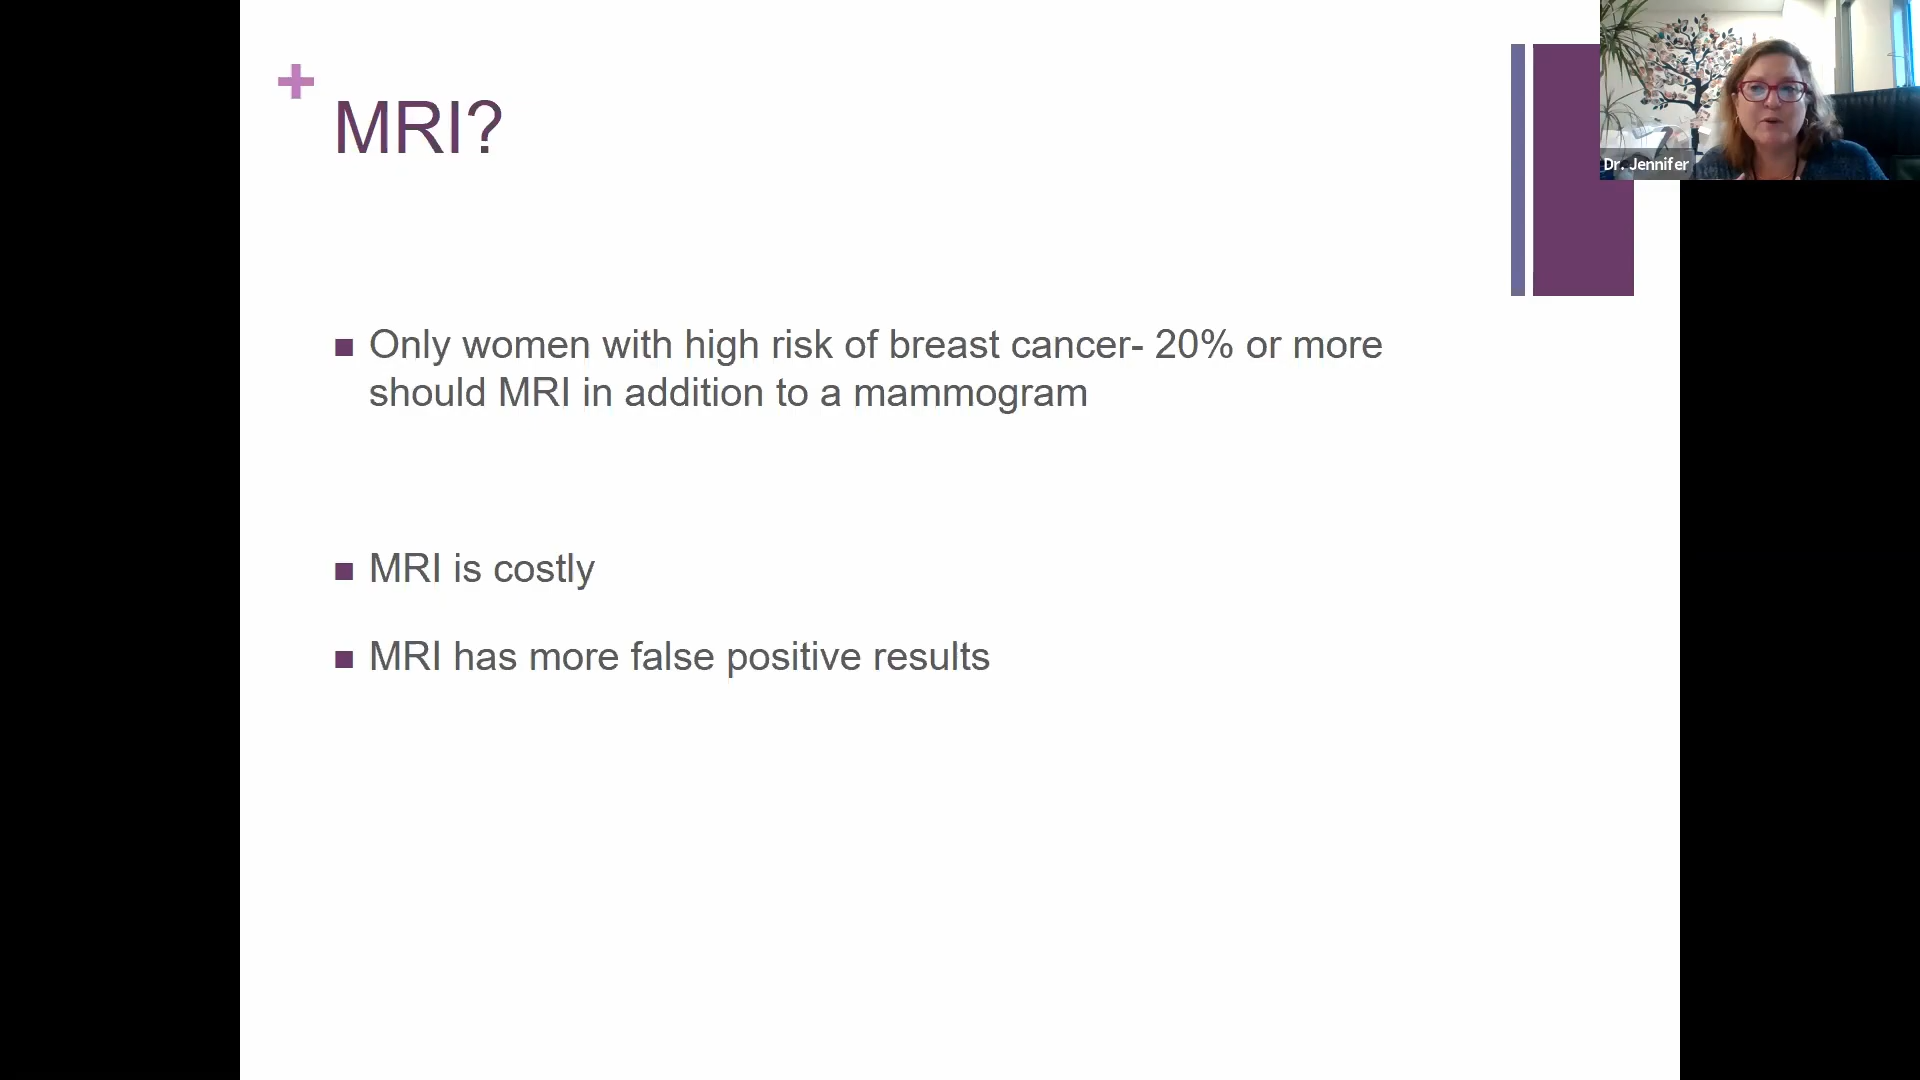 MRI?
Dr. Jennifer
Only women with high risk of breast cancer- 20% or more
should MRI in addition to a mammogram
MRI is costly
MRI has more false positive results